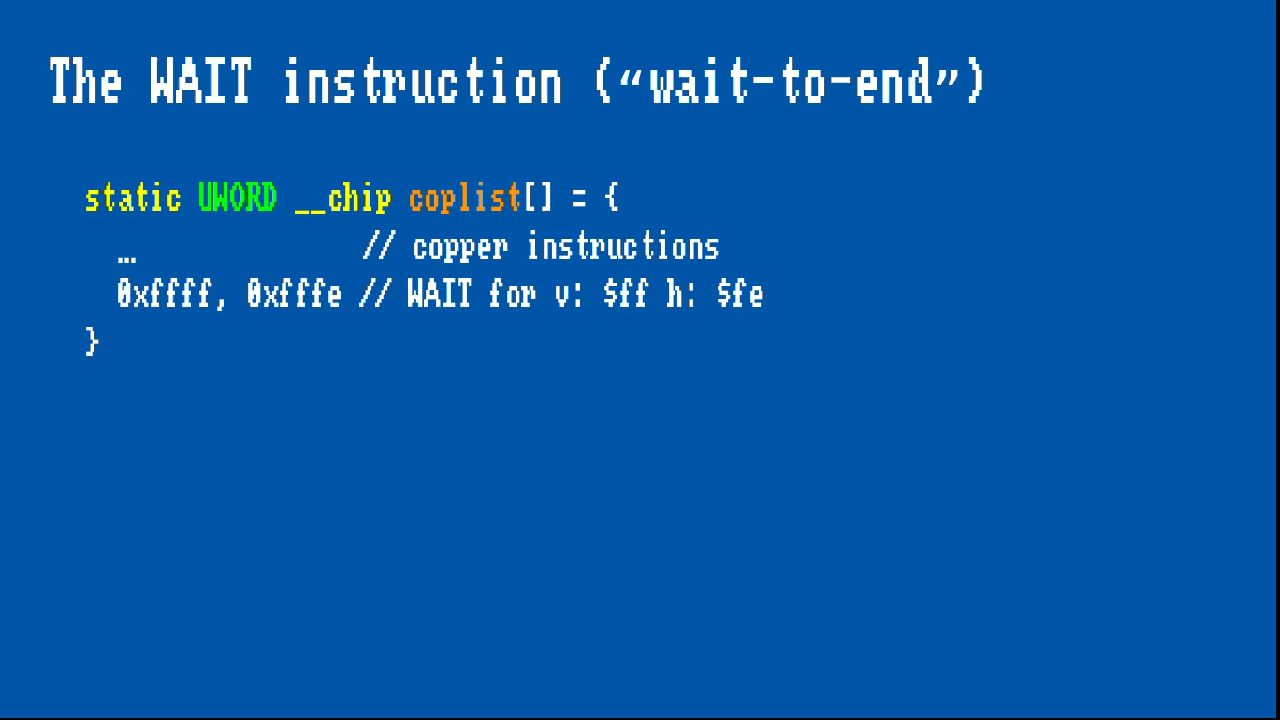 The WAIT instruction (“wait-to-end”)
static UWORD __chip coplist[] = {
… // copper instructions
0xffff, 0xfffe // WAIT for v: $ff h: $fe
}